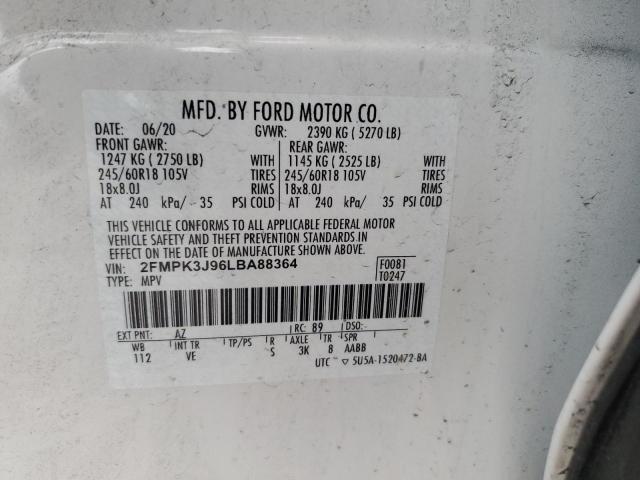 MFD. BY FORD MOTOR CO.
DATE: 06/20 GVWR: 2390 KG ( 5270 LB)
FRONT GAWR: REAR GAWR:
1247 KG ( 2750 LB) WITH 1145 KG ( 2525 LB) WITH
245/60R18 105V TIRES 245/60R18 105V TIRES
18x8.0J RIMS 18x8.0J RIMS
AT 240 kPa/ 35 PSI COLD AT 240 kPa/ 35 PSI COLD
THIS VEHICLE CONFORMS TO ALL APPLICABLE FEDERAL MOTOR
VEHICLE SAFETY AND THEFT PREVENTION STANDARDS IN
EFFECT ON THE DATE OF MANUFACTURE SHOWN ABOVE.
VIN: 2FMPK3J96LBA88364 F0081
TYPE: MPV T0247
EXT PNT: AZ RC: 89 DSO:
WB INT TR TP/PS R AXLE TR SPR
112 VE S 3K 8 AABB
UTC ▽ 5U5A-1520472-BA